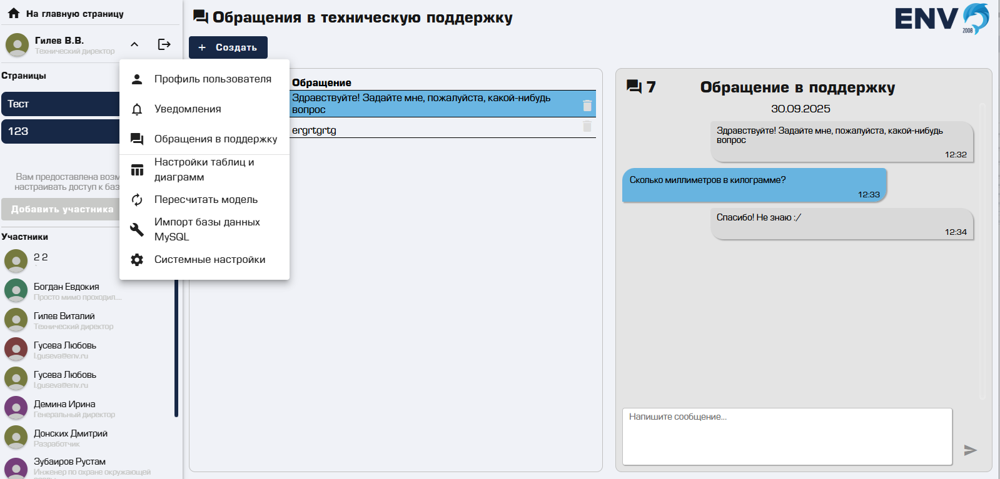 На главную страницу
Гилев В.В.
Технический директор
Страницы
Тест
123
Вам предоставлена возм
настраивать доступ к баз
Добавить участника
Участники
2 2
Богдан Евдокия
Просто мимо проходил....
Гилев Виталий
Технический директор
Гусева Любовь
l.guseva@env.ru
Гусева Любовь
l.guseva@env.ru
Демина Ирина
Генеральный директор
Донских Дмитрий
Разработчик
Зубаиров Рустам
Инженер по охране окружающей
Профиль пользователя
Уведомления
Обращения в поддержку
Настройки таблиц и
диаграмм
Пересчитать модель
Импорт базы данных
MySQL
Системные настройки
Обращения в техническую поддержку
+ Создать
Обращение
Здравствуйте! Задайте мне, пожалуйста, какой-нибудь
вопрос
ergrtgrtg
ENV
2008
7 Обращение в поддержку
30.09.2025
Здравствуйте! Задайте мне, пожалуйста, какой-нибудь
вопрос
12:32
Сколько миллиметров в килограмме?
12:33
Спасибо! Не знаю :/
12:34
Напишите сообщение...